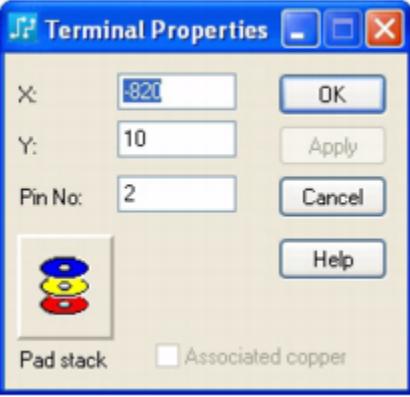 Terminal Properties
X: -820 OK
Y: 10 Apply
Pin No: 2 Cancel
Help
Pad stack Associated copper